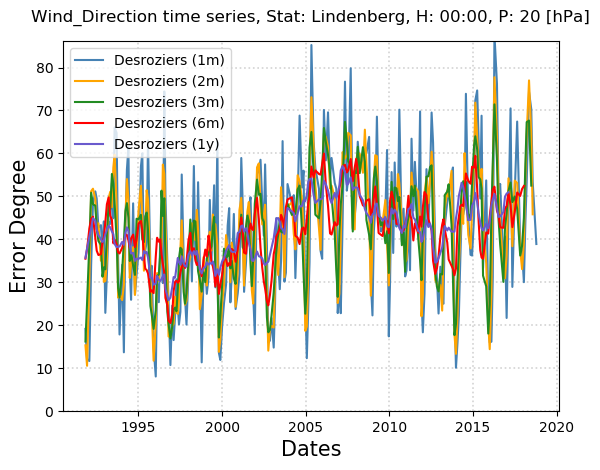 Wind_Direction time series, Stat: Lindenberg, H: 00:00, P: 20 [hPa]
Desroziers (1m)
Desroziers (2m)
Desroziers (3m)
Desroziers (6m)
Desroziers (1y)
Error Degree
80
70
60
50
40
30
20
10
0
1995 2000 2005 2010 2015 2020
Dates